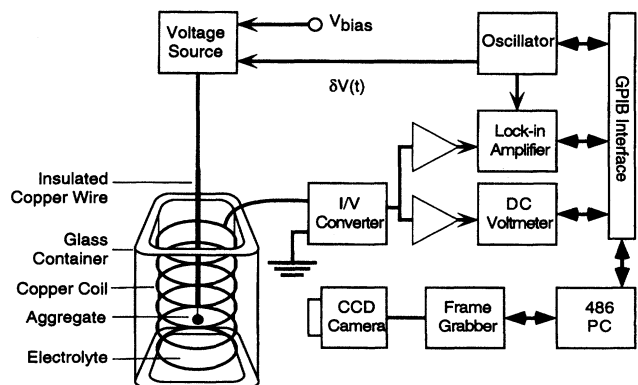 Voltage
Source
Vbias
δV(t)
Oscillator
GPIB Interface
Lock-in
Amplifier
Insulated
Copper Wire
I/V
Converter
DC
Voltmeter
Glass
Container
Copper Coil
Aggregate
Electrolyte
CCD
Camera
Frame
Grabber
486
PC